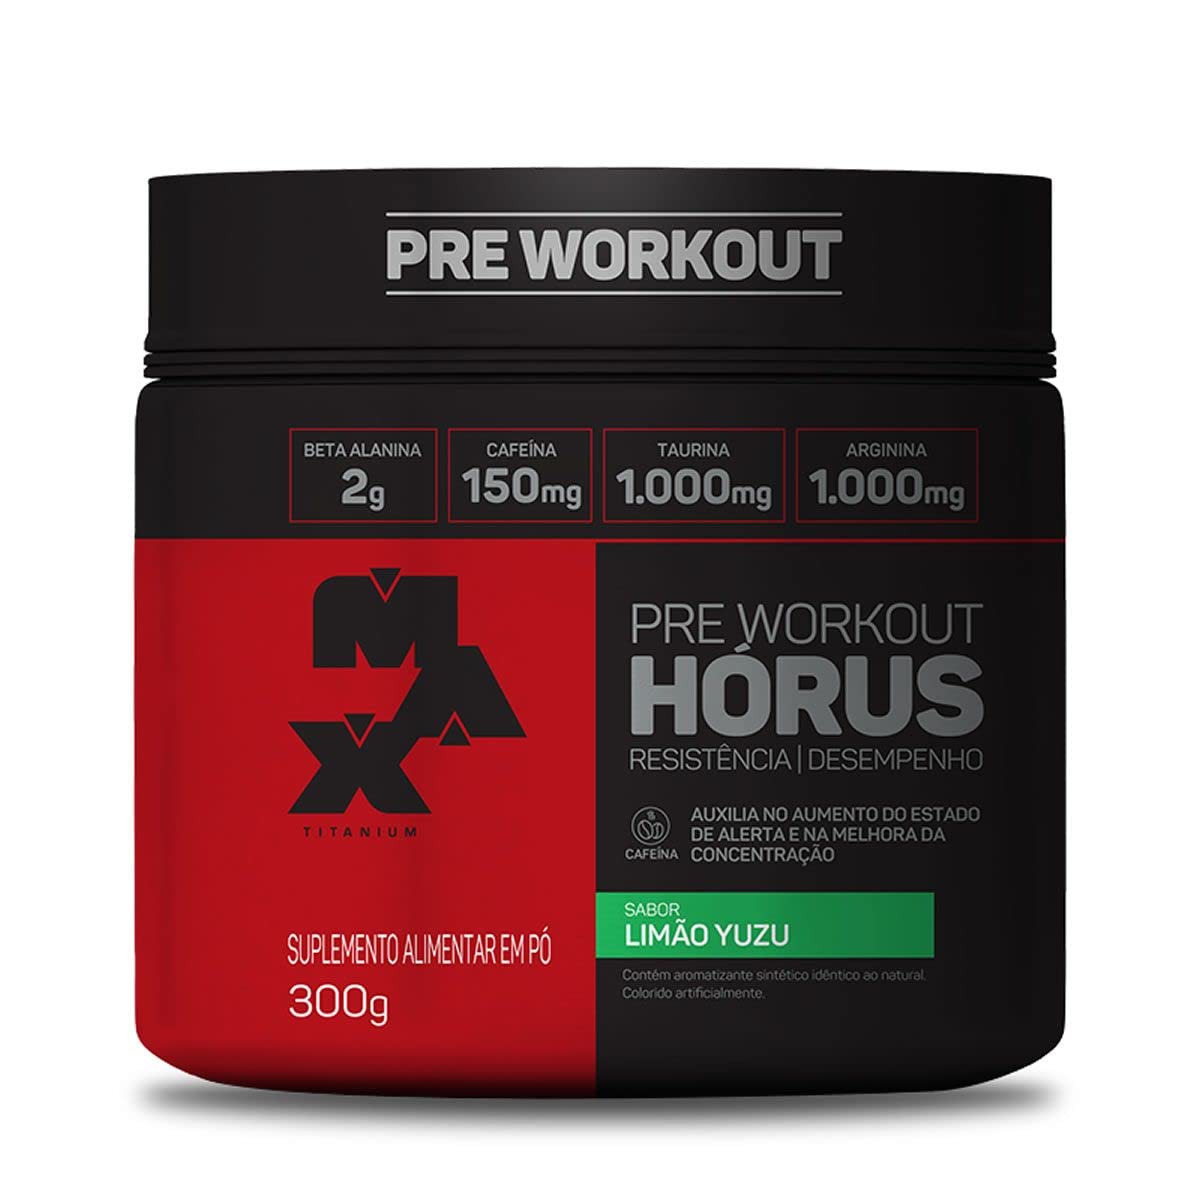 PRE WORKOUT
BETA ALANINA
2g
CAFEÍNA
150mg
TAURINA
1.000mg
ARGININA
1.000mg
MAX
TITANIUM
PRE WORKOUT
HÓRUS
RESISTÊNCIA | DESEMPENHO
CAFEÍNA
AUXILIA NO AUMENTO DO ESTADO
DE ALERTA E NA MELHORA DA
CONCENTRAÇÃO
SABOR
LIMÃO YUZU
Contém aromatizante sintético idêntico ao natural.
Colorido artificialmente.
SUPLEMENTO ALIMENTAR EM PÓ
300g